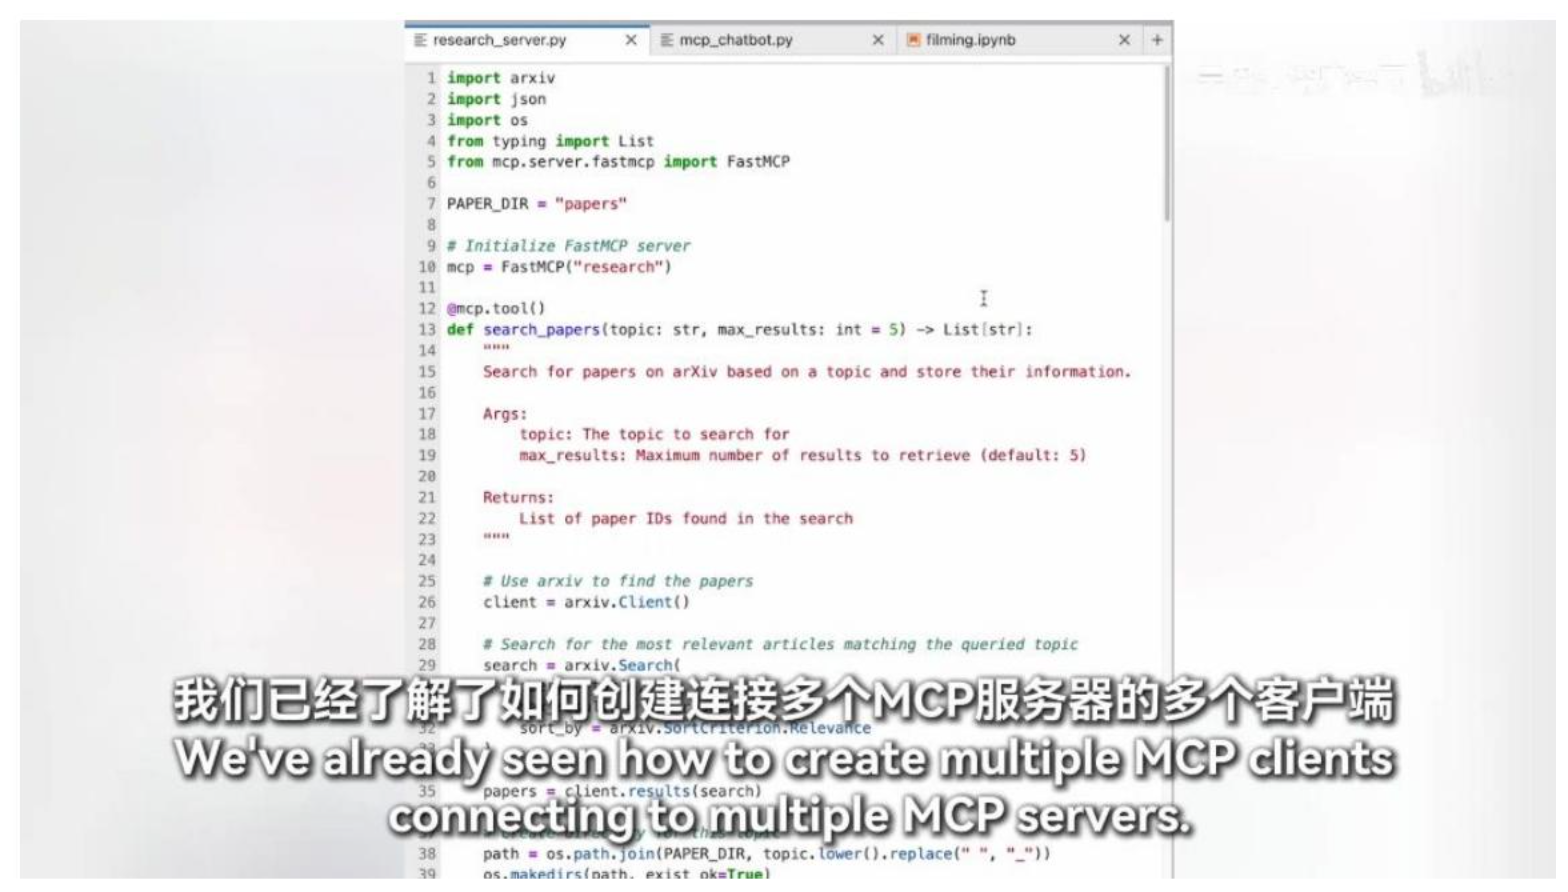 research_server.py × mcp_chatbot.py × filming.ipynb × +
1 import arxiv
2 import json
3 import os
4 from typing import List
5 from mcp.server.fastmcp import FastMCP
6
7 PAPER_DIR = "papers"
8
9 # Initialize FastMCP server
10 mcp = FastMCP("research")
11
12 @mcp.tool()
13 def search_papers(topic: str, max_results: int = 5) -> List[str]:
14 """
15 Search for papers on arXiv based on a topic and store their information.
16
17 Args:
18 topic: The topic to search for
19 max_results: Maximum number of results to retrieve (default: 5)
20
21 Returns:
22 List of paper IDs found in the search
23 """
24
25 # Use arxiv to find the papers
26 client = arxiv.Client()
27
28 # Search for the most relevant articles matching the queried topic
29 search = arxiv.Search(
我们已经了解了如何创建连接多个MCP服务器的多个客户端
sort_by = arxiv.SortCriterion.Relevance
We've already seen how to create multiple MCP clients
35 papers = client.results(search)
connecting to multiple MCP servers.
38 path = os.path.join(PAPER_DIR, topic.lower().replace(" ", "_"))
39 os.makedirs(path, exist_ok=True)